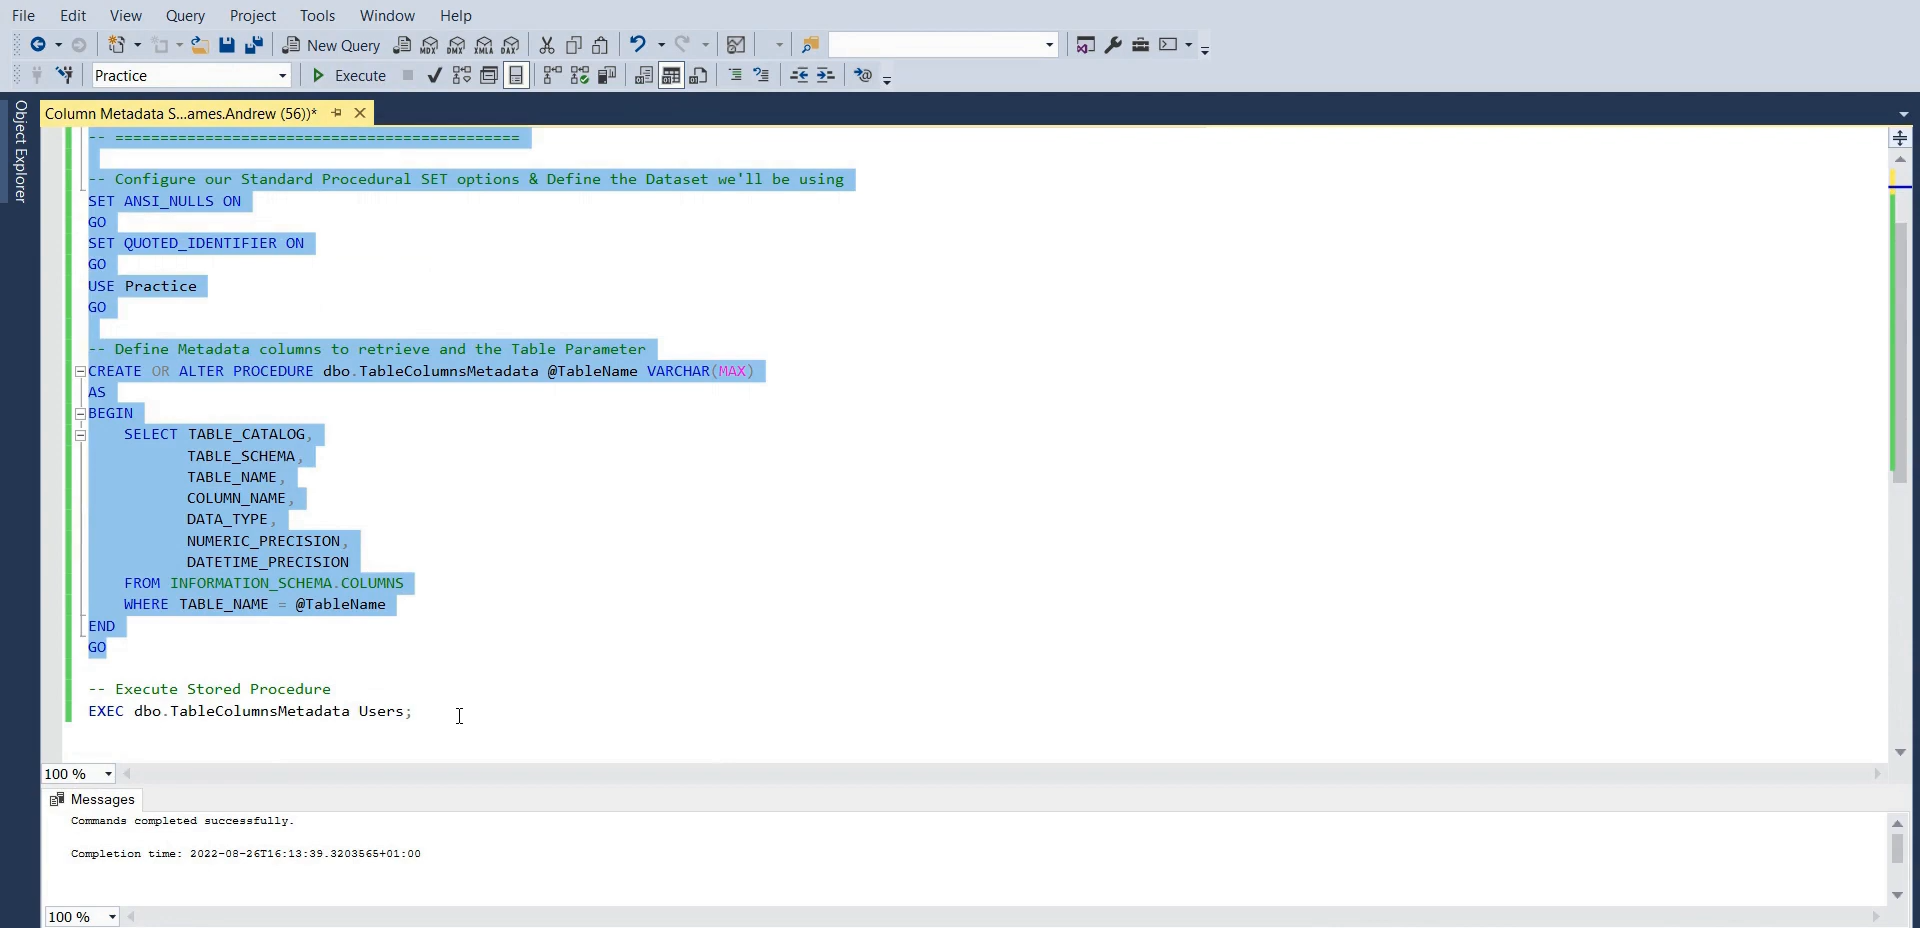 File Edit View Query Project Tools Window Help
New Query MDX DMX XMLA DAX
Practice Execute
Object Explorer
Column Metadata S...ames.Andrew (56))*
-- =============================================
-- Configure our Standard Procedural SET options & Define the Dataset we'll be using
SET ANSI_NULLS ON
GO
SET QUOTED_IDENTIFIER ON
GO
USE Practice
GO
-- Define Metadata columns to retrieve and the Table Parameter
CREATE OR ALTER PROCEDURE dbo.TableColumnsMetadata @TableName VARCHAR(MAX)
AS
BEGIN
SELECT TABLE_CATALOG,
TABLE_SCHEMA,
TABLE_NAME,
COLUMN_NAME,
DATA_TYPE,
NUMERIC_PRECISION,
DATETIME_PRECISION
FROM INFORMATION_SCHEMA.COLUMNS
WHERE TABLE_NAME = @TableName
END
GO
-- Execute Stored Procedure
EXEC dbo.TableColumnsMetadata Users;
100 %
Messages
Commands completed successfully.
Completion time: 2022-08-26T16:13:39.3203565+01:00
100 %